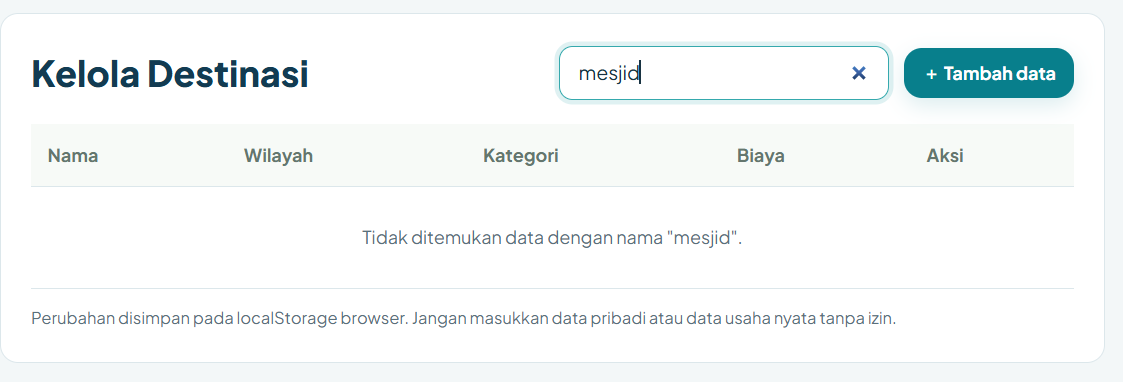 Kelola Destinasi
mesjid
+ Tambah data
Nama Wilayah Kategori Biaya Aksi
Tidak ditemukan data dengan nama "mesjid".
Perubahan disimpan pada localStorage browser. Jangan masukkan data pribadi atau data usaha nyata tanpa izin.